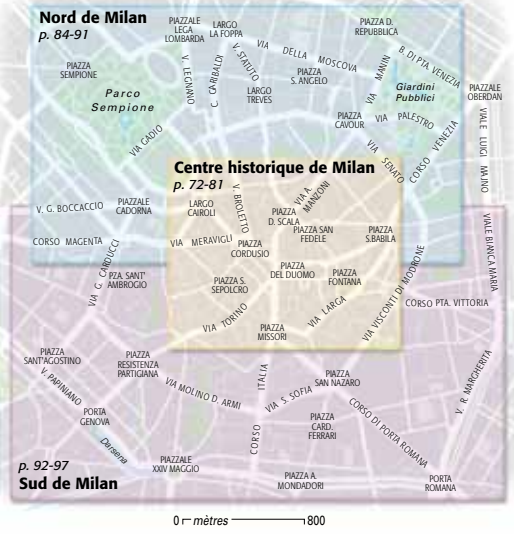 Nord de Milan
p. 84-91
PIAZZALE
LEGA
LOMBARDA
LARGO
LA FOPPA
PIAZZA D.
REPUBBLICA
VIA DELLA MOSCOVA
V. STATUTO
B. DI PTA. VENEZIA
PIAZZA
SEMPIONE
V. LEGNANO
C. GARIBALDI
PIAZZA
S. ANGELO
VIA MANIN
Parco
Sempione
LARGO
TREVES
Giardini
Pubblici
PIAZZALE
OBERDAN
PIAZZA
CAVOUR
VIA PALESTRO
VIA GADIO
VIA SENATO
CORSO VENEZIA
VIALE LUIGI MAJNO
Centre historique de Milan
p. 72-81
V. G. BOCCACCIO
PIAZZALE
CADORNA
LARGO
CAIROLI
V. BROLETTO
VIA A.
MANZONI
PIAZZA
D. SCALA
PIAZZA SAN
FEDELE
PIAZZA
S.BABILA
VIALE BIANCA MARIA
CORSO MAGENTA
VIA MERAVIGLI
PIAZZA
CORDUSIO
VIA G. CARDUCCI
PZA. SANT'
AMBROGIO
PIAZZA
DEL DUOMO
PIAZZA
FONTANA
PIAZZA S.
SEPOLCRO
VIA VISCONTI DI MODRONE
CORSO PTA. VITTORIA
VIA TORINO
VIA LARGA
PIAZZA
MISSORI
PIAZZA
SANT'AGOSTINO
PIAZZA
RESISTENZA
PARTIGIANA
V. PAPINIANO
VIA MOLINO D. ARMI
CORSO ITALIA
VIA S. SOFIA
PIAZZA
SAN NAZARO
V. R. MARGHERITA
PORTA
GENOVA
PIAZZA
CARD.
FERRARI
CORSO DI PORTA ROMANA
Darsena
p. 92-97
Sud de Milan
PIAZZALE
XXIV MAGGIO
PIAZZA A.
MONDADORI
PORTA
ROMANA
0 mètres 800